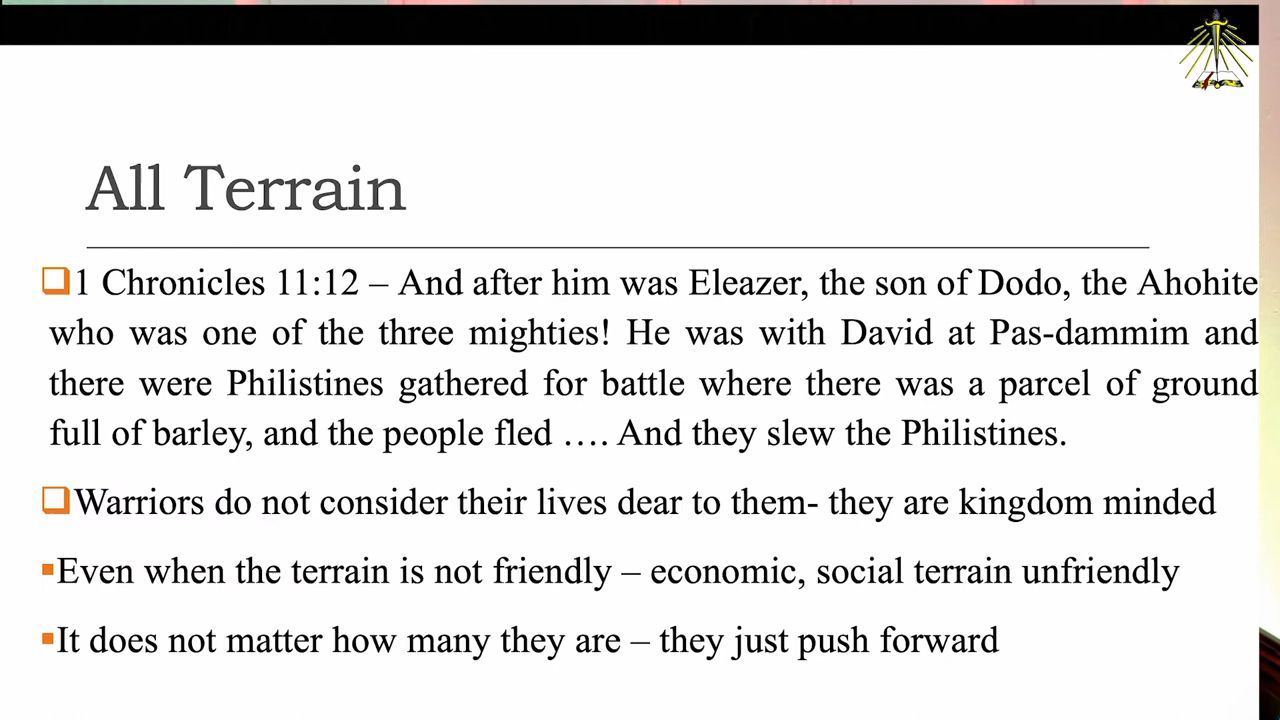 All Terrain
1 Chronicles 11:12 – And after him was Eleazer, the son of Dodo, the Ahohite
who was one of the three mighties! He was with David at Pas-dammim and
there were Philistines gathered for battle where there was a parcel of ground
full of barley, and the people fled …. And they slew the Philistines.
Warriors do not consider their lives dear to them- they are kingdom minded
Even when the terrain is not friendly – economic, social terrain unfriendly
It does not matter how many they are – they just push forward